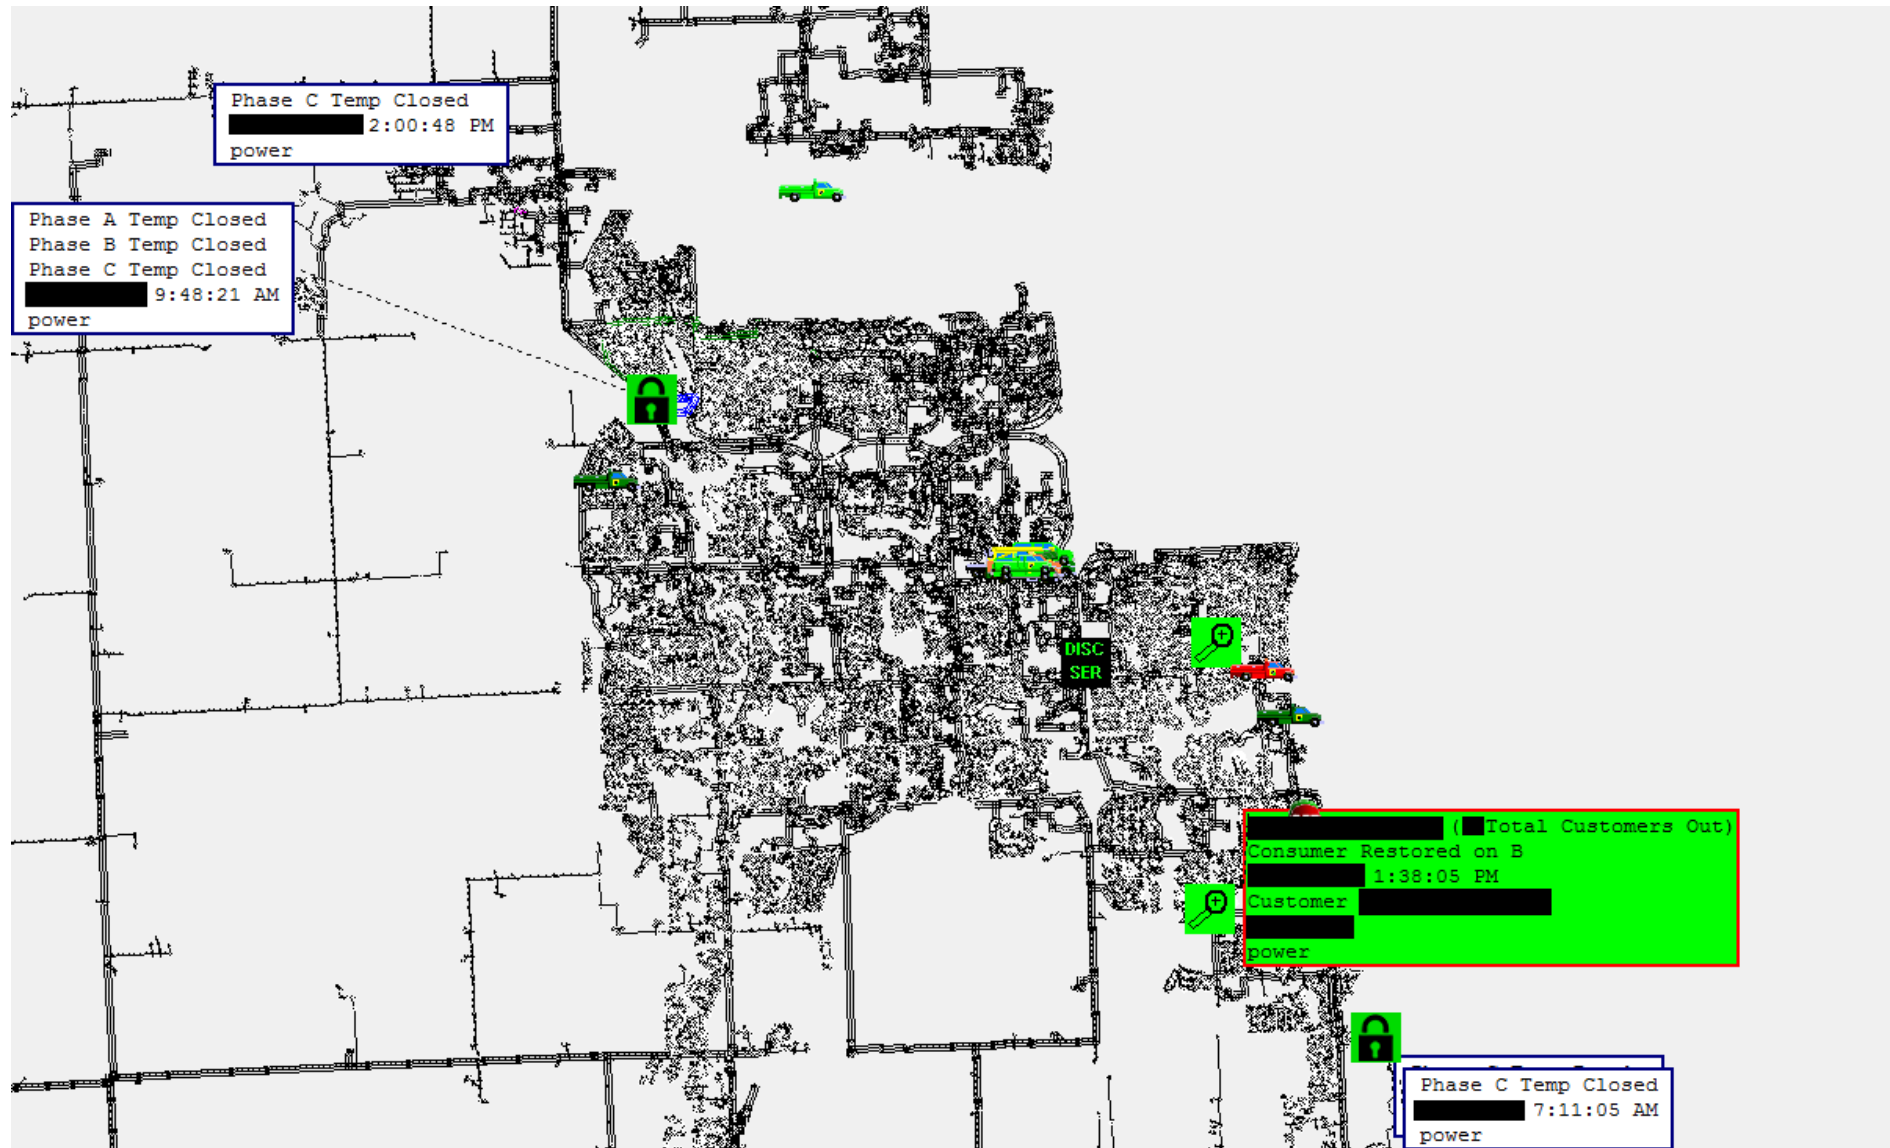 Phase C Temp Closed
2:00:48 PM
power
Phase A Temp Closed
Phase B Temp Closed
Phase C Temp Closed
9:48:21 AM
power
DISC
SER
(Total Customers Out)
Consumer Restored on B
1:38:05 PM
Customer
power
Phase C Temp Closed
7:11:05 AM
power